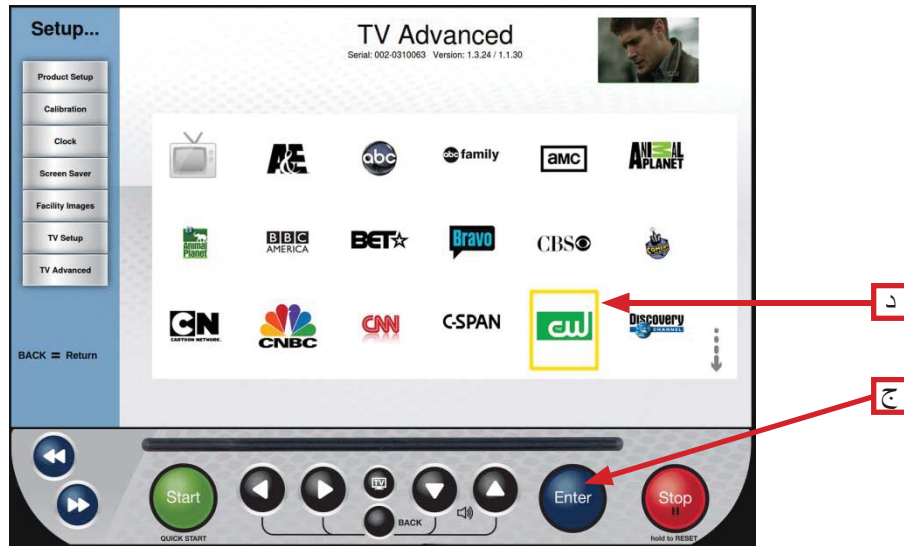 Setup...
TV Advanced
Serial: 002-0310063 Version: 1.3.24 / 1.1.30
Product Setup
Calibration
Clock
Screen Saver
Facility Images
TV Setup
TV Advanced
BACK = Return
A&E
abc
abc family
amc
ANIMAL PLANET
Animal Planet
BBC AMERICA
BET
Bravo
CBS
CN CARTOON NETWORK.
CNBC
CNN
C-SPAN
CW
DISCOVERY CHANNEL
د
ج
Start
QUICK START
TV
BACK
Enter
Stop
hold to RESET